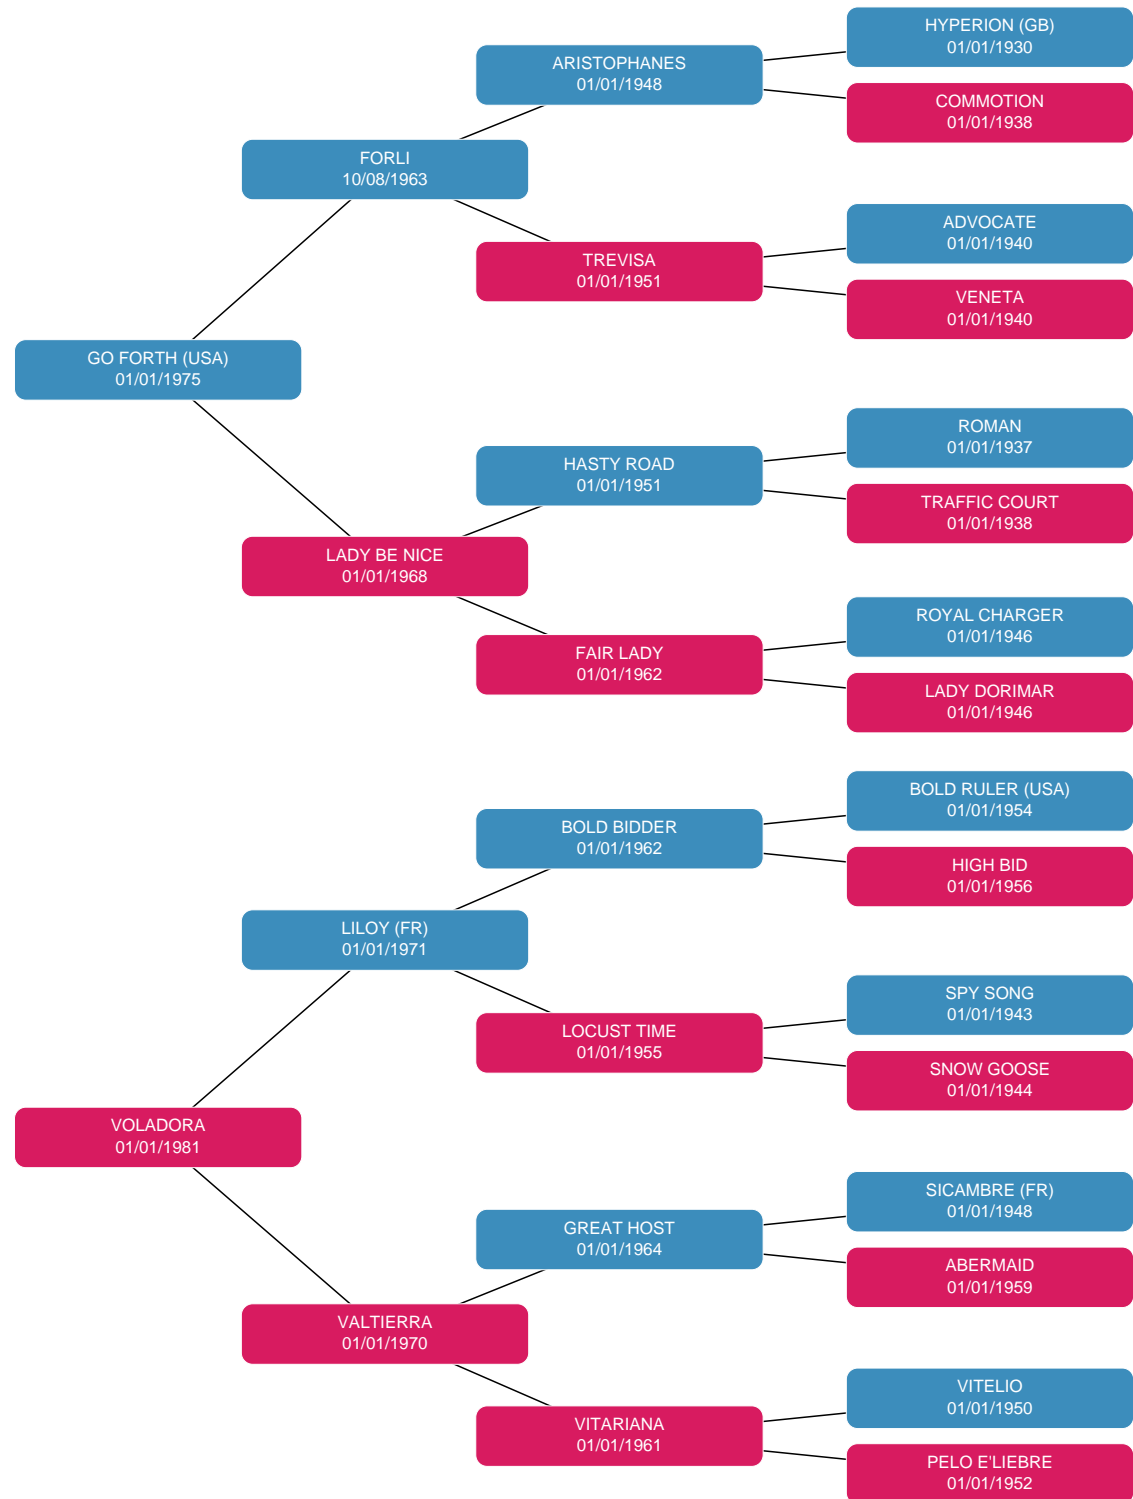 HYPERION (GB)
01/01/1930
ARISTOPHANES
01/01/1948
COMMOTION
01/01/1938
FORLI
10/08/1963
ADVOCATE
01/01/1940
TREVISA
01/01/1951
VENETA
01/01/1940
GO FORTH (USA)
01/01/1975
ROMAN
01/01/1937
HASTY ROAD
01/01/1951
TRAFFIC COURT
01/01/1938
LADY BE NICE
01/01/1968
ROYAL CHARGER
01/01/1946
FAIR LADY
01/01/1962
LADY DORIMAR
01/01/1946
BOLD RULER (USA)
01/01/1954
BOLD BIDDER
01/01/1962
HIGH BID
01/01/1956
LILOY (FR)
01/01/1971
SPY SONG
01/01/1943
LOCUST TIME
01/01/1955
SNOW GOOSE
01/01/1944
VOLADORA
01/01/1981
SICAMBRE (FR)
01/01/1948
GREAT HOST
01/01/1964
ABERMAID
01/01/1959
VALTIERRA
01/01/1970
VITELIO
01/01/1950
VITARIANA
01/01/1961
PELO E'LIEBRE
01/01/1952